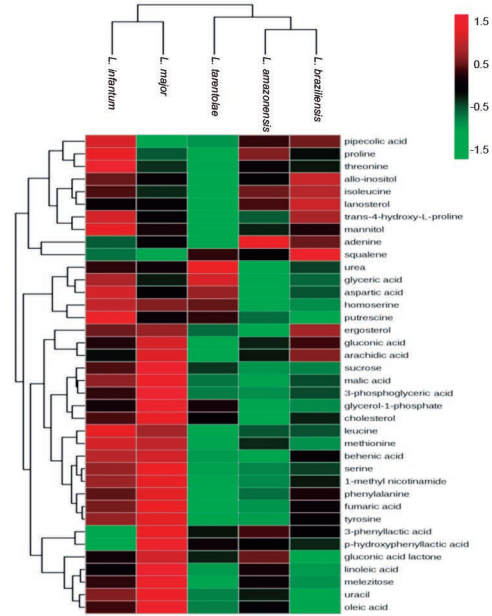 L. infantum
L. major
L. tarentolae
L. amazonensis
L. braziliensis
1.5
0.5
-0.5
-1.5
pipecolic acid
proline
threonine
allo-inositol
isoleucine
lanosterol
trans-4-hydroxy-L-proline
mannitol
adenine
squalene
urea
glyceric acid
aspartic acid
homoserine
putrescine
ergosterol
gluconic acid
arachidic acid
sucrose
malic acid
3-phosphoglyceric acid
glycerol-1-phosphate
cholesterol
leucine
methionine
behenic acid
serine
1-methyl nicotinamide
phenylalanine
fumaric acid
tyrosine
3-phenyllactic acid
p-hydroxyphenyllactic acid
gluconic acid lactone
linoleic acid
melezitose
uracil
oleic acid